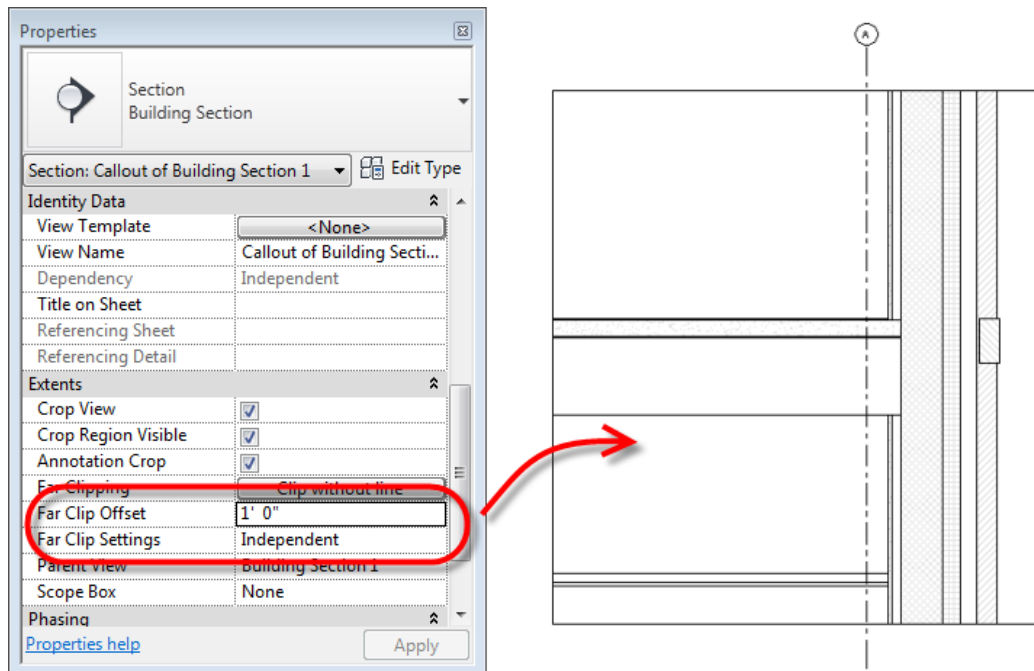 Properties
Section
Building Section
Section: Callout of Building Section 1
Edit Type
Identity Data
View Template <None>
View Name Callout of Building Secti...
Dependency Independent
Title on Sheet
Referencing Sheet
Referencing Detail
Extents
Crop View
Crop Region Visible
Annotation Crop
Far Clipping Clip without line
Far Clip Offset 1' 0"
Far Clip Settings Independent
Parent View Building Section 1
Scope Box None
Phasing
Properties help Apply
A